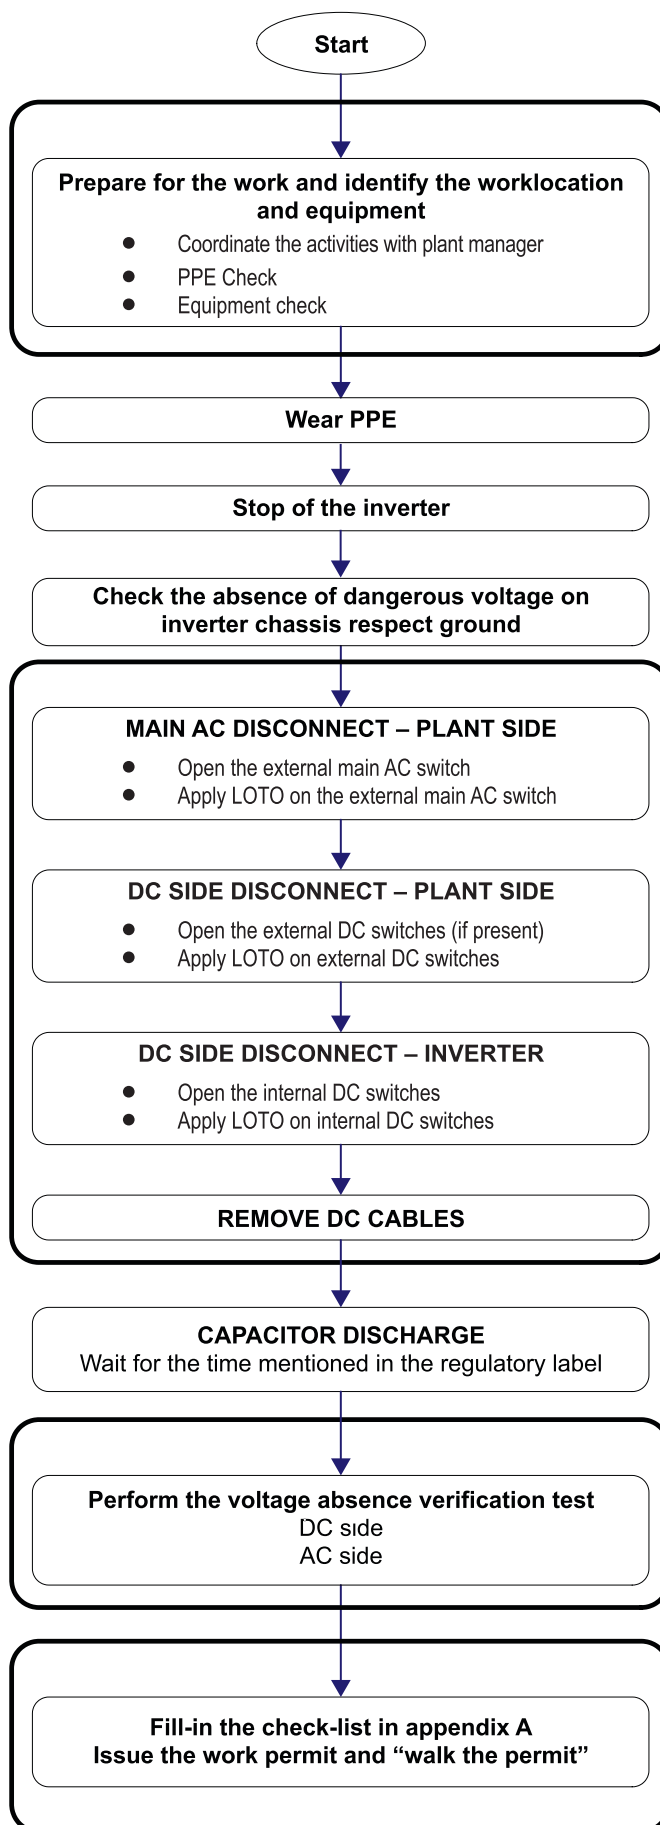 Start
Prepare for the work and identify the worklocation
and equipment
● Coordinate the activities with plant manager
● PPE Check
● Equipment check
Wear PPE
Stop of the inverter
Check the absence of dangerous voltage on
inverter chassis respect ground
MAIN AC DISCONNECT – PLANT SIDE
● Open the external main AC switch
● Apply LOTO on the external main AC switch
DC SIDE DISCONNECT – PLANT SIDE
● Open the external DC switches (if present)
● Apply LOTO on external DC switches
DC SIDE DISCONNECT – INVERTER
● Open the internal DC switches
● Apply LOTO on internal DC switches
REMOVE DC CABLES
CAPACITOR DISCHARGE
Wait for the time mentioned in the regulatory label
Perform the voltage absence verification test
DC side
AC side
Fill-in the check-list in appendix A
Issue the work permit and “walk the permit”